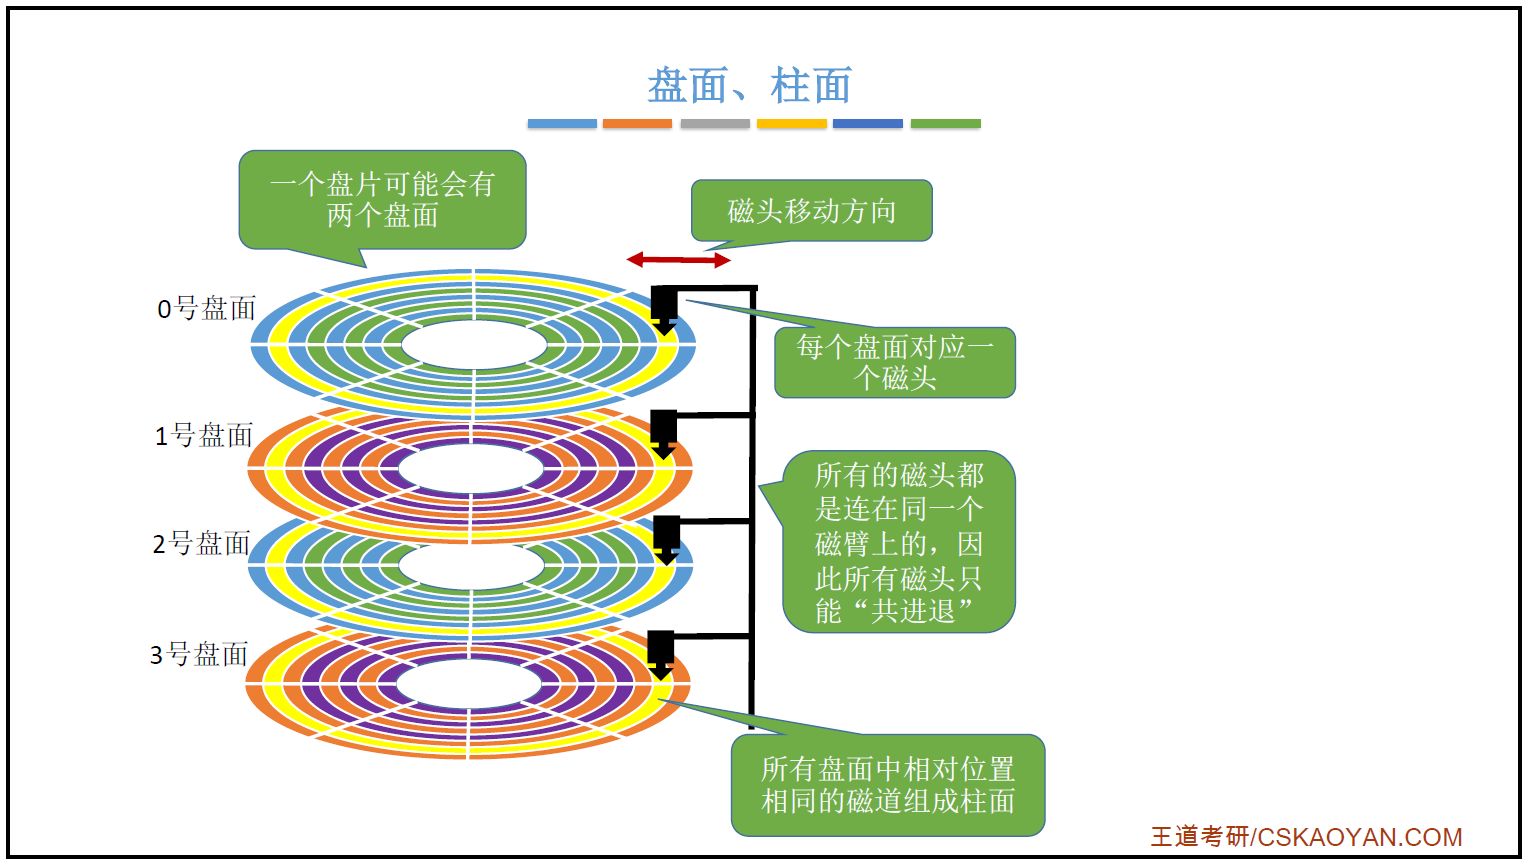 盘面、柱面
一个盘片可能会有
两个盘面
磁头移动方向
0号盘面
每个盘面对应一
个磁头
1号盘面
所有的磁头都
是连在同一个
磁臂上的，因
此所有磁头只
能“共进退”
2号盘面
3号盘面
所有盘面中相对位置
相同的磁道组成柱面
王道考研/CSKAOYAN.COM